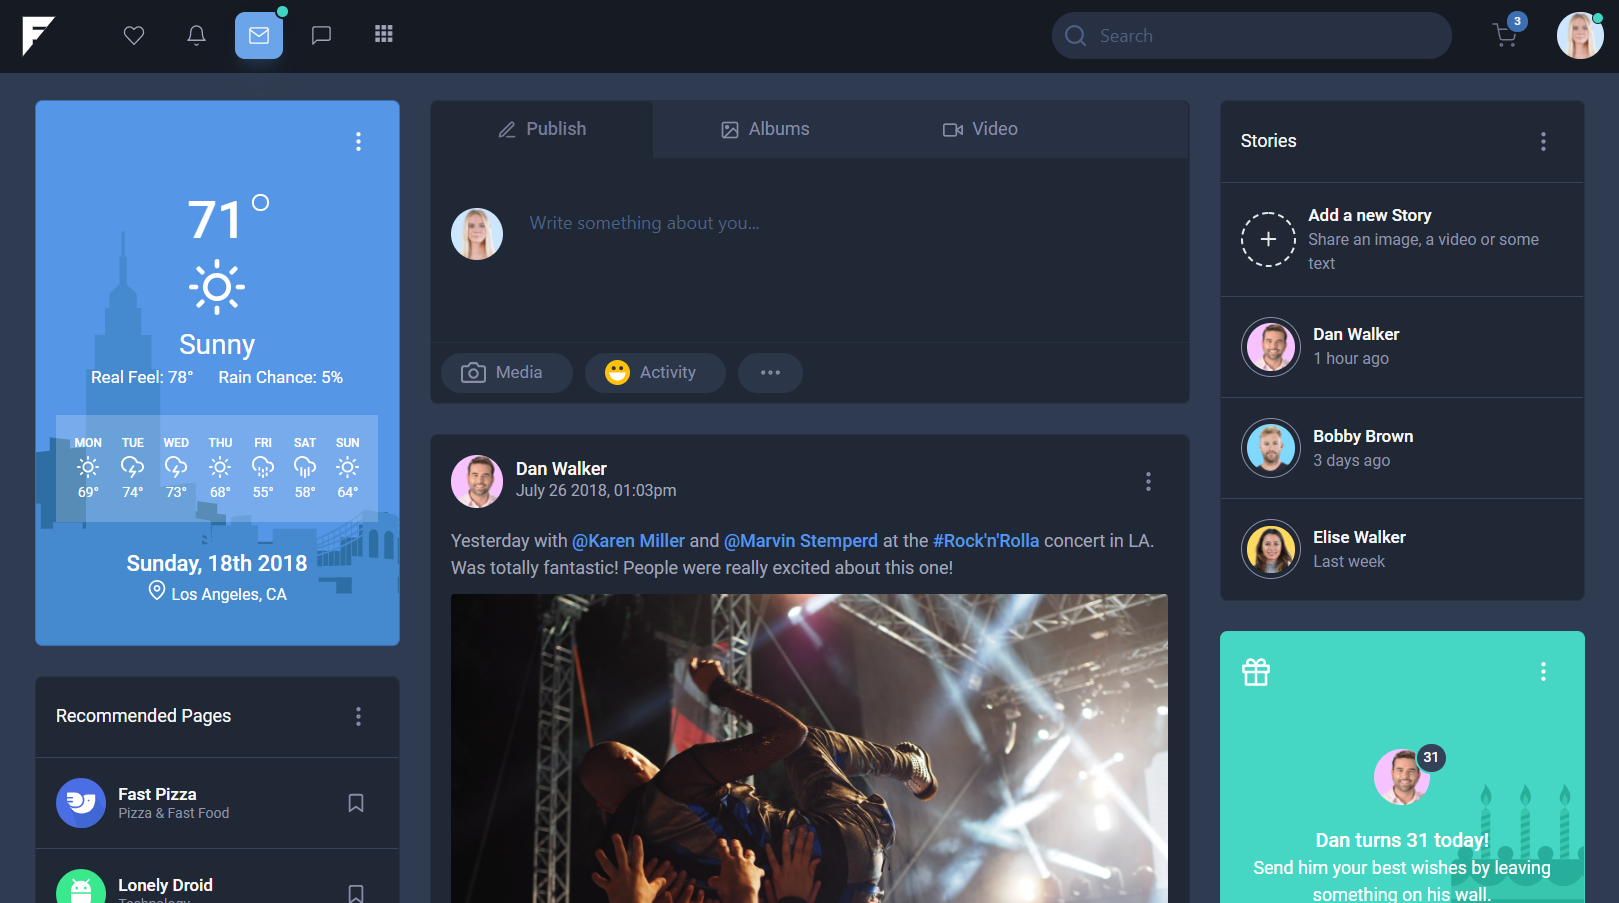 Search
3
71°
Sunny
Real Feel: 78° Rain Chance: 5%
MON TUE WED THU FRI SAT SUN
69° 74° 73° 68° 55° 58° 64°
Sunday, 18th 2018
Los Angeles, CA
Recommended Pages
Fast Pizza
Pizza & Fast Food
Lonely Droid
Technology
Publish Albums Video
Write something about you...
Media Activity
Dan Walker
July 26 2018, 01:03pm
Yesterday with @Karen Miller and @Marvin Stemperd at the #Rock'n'Rolla concert in LA.
Was totally fantastic! People were really excited about this one!
Stories
Add a new Story
Share an image, a video or some
text
Dan Walker
1 hour ago
Bobby Brown
3 days ago
Elise Walker
Last week
31
Dan turns 31 today!
Send him your best wishes by leaving
something on his wall.